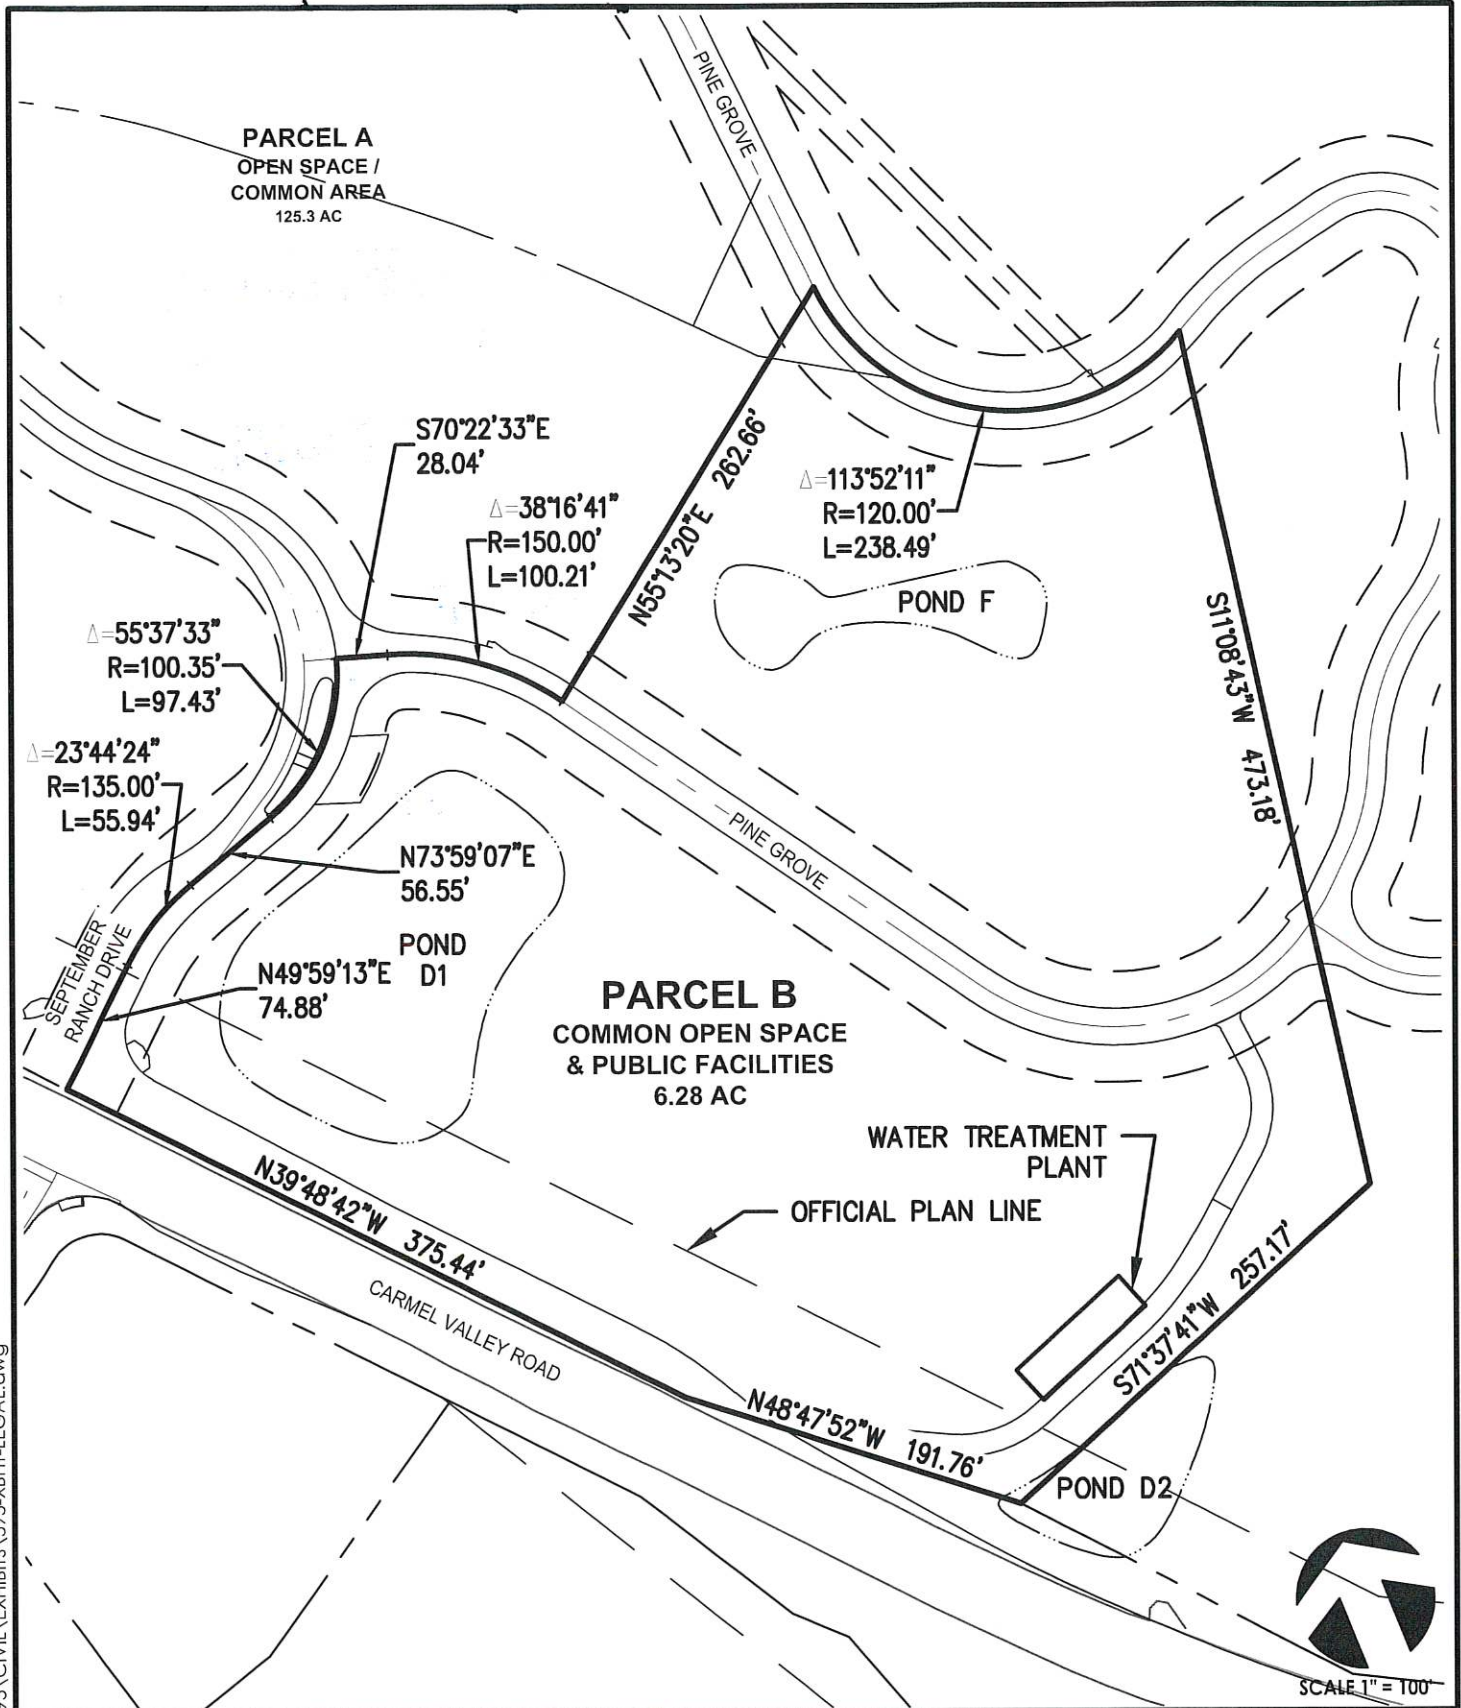 PINE GROVE
PARCEL A
OPEN SPACE /
COMMON AREA
125.3 AC
S70°22'33"E
28.04'
Δ=38°16'41"
R=150.00'
L=100.21'
N55°13'20"E 262.66'
Δ=113°52'11"
R=120.00'
L=238.49'
POND F
S11°08'43"W 473.18'
Δ=55°37'33"
R=100.35'
L=97.43'
Δ=23°44'24"
R=135.00'
L=55.94'
N73°59'07"E
56.55'
PINE GROVE
POND
D1
SEPTEMBER
RANCH DRIVE
N49°59'13"E
74.88'
PARCEL B
COMMON OPEN SPACE
& PUBLIC FACILITIES
6.28 AC
WATER TREATMENT
PLANT
OFFICIAL PLAN LINE
N39°48'42"W 375.44'
CARMEL VALLEY ROAD
S71°37'41"W 257.17'
N48°47'52"W 191.76'
POND D2
SCALE 1" = 100'